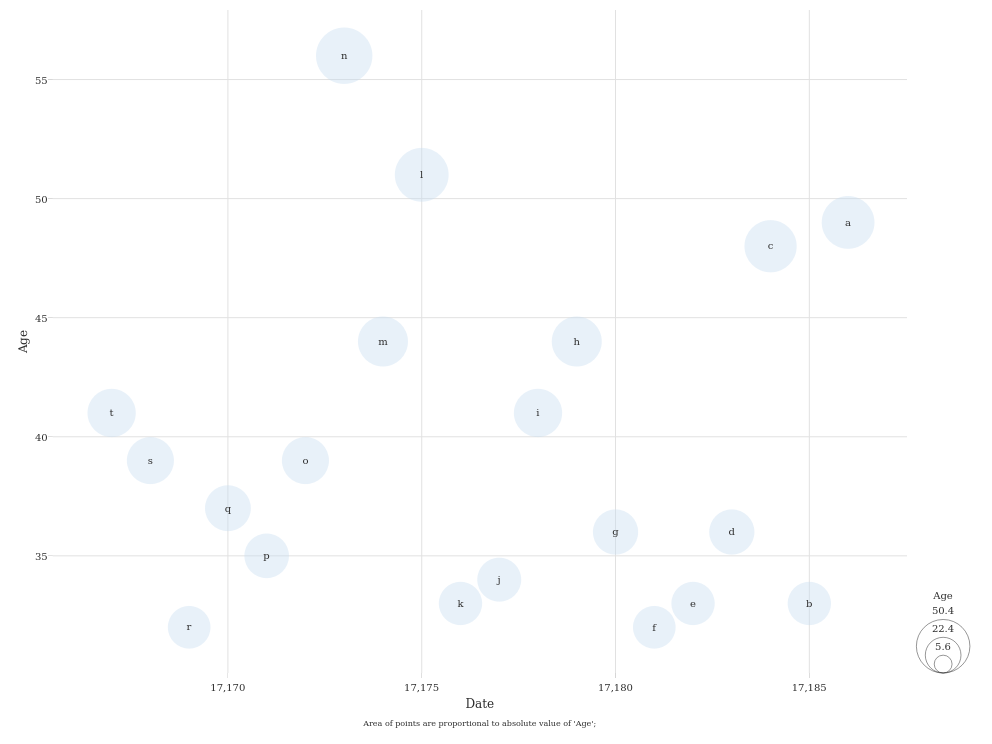 n
55
l
50
a
c
45
m
h
Age
t
i
40
s
o
q
g
d
35
p
j
k
e
b
r
f
Age
50.4
22.4
5.6
17,170
17,175
17,180
17,185
Date
Area of points are proportional to absolute value of 'Age';